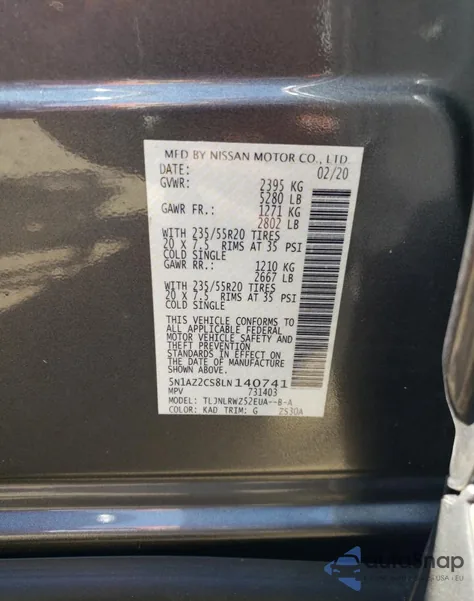 MFD BY NISSAN MOTOR CO., LTD
DATE: 02/20
GVWR: 2395 KG
5280 LB
GAWR FR.: 1271 KG
2802 LB
WITH 235/55R20 TIRES
20 X 7.5 RIMS AT 35 PSI
COLD SINGLE
GAWR RR.: 1210 KG
2667 LB
WITH 235/55R20 TIRES
20 X 7.5 RIMS AT 35 PSI
COLD SINGLE
THIS VEHICLE CONFORMS TO
ALL APPLICABLE FEDERAL
MOTOR VEHICLE SAFETY AND
THEFT PREVENTION
STANDARDS IN EFFECT ON
THE DATE OF MANUFACTURE
SHOWN ABOVE.
5N1AZ2CS8LN140741
MPV 731403
MODEL: TLJNLRWZ52EUA--B-A
COLOR: KAD TRIM: G ZS30A
AutoSnap
USA - EU